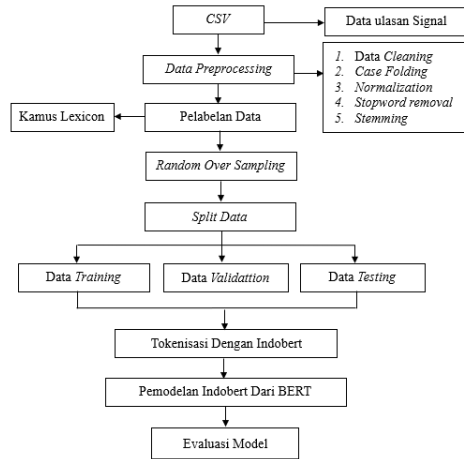 CSV
Data ulasan Signal
Data Preprocessing
1. Data Cleaning
2. Case Folding
3. Normalization
4. Stopword removal
5. Stemming
Kamus Lexicon
Pelabelan Data
Random Over Sampling
Split Data
Data Training
Data Validattion
Data Testing
Tokenisasi Dengan Indobert
Pemodelan Indobert Dari BERT
Evaluasi Model